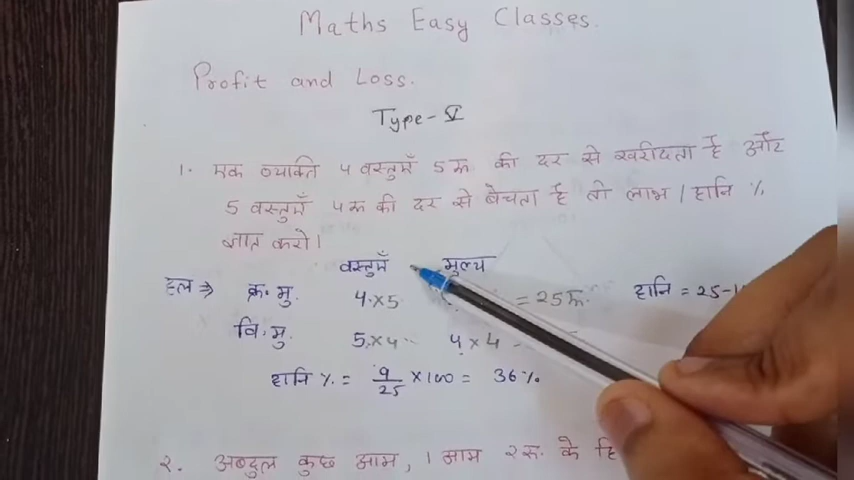 Maths Easy Classes.
Profit and Loss.
Type-V
1. एक व्यक्ति 4 वस्तुएँ 5 रू की दर से खरीदता है और
5 वस्तुएँ 4 रू की दर से बेचता है तो लाभ / हानि %
ज्ञात करो।
वस्तुएँ मुल्य
हल ⇒ क्र. मु. 4×5 = 25 रू. हानि = 25-1
वि. मु. 5×4 4×4
हानि % = 9/25 ×100 = 36%
2. अब्दुल कुछ आम, 1 आम 2 रु. के